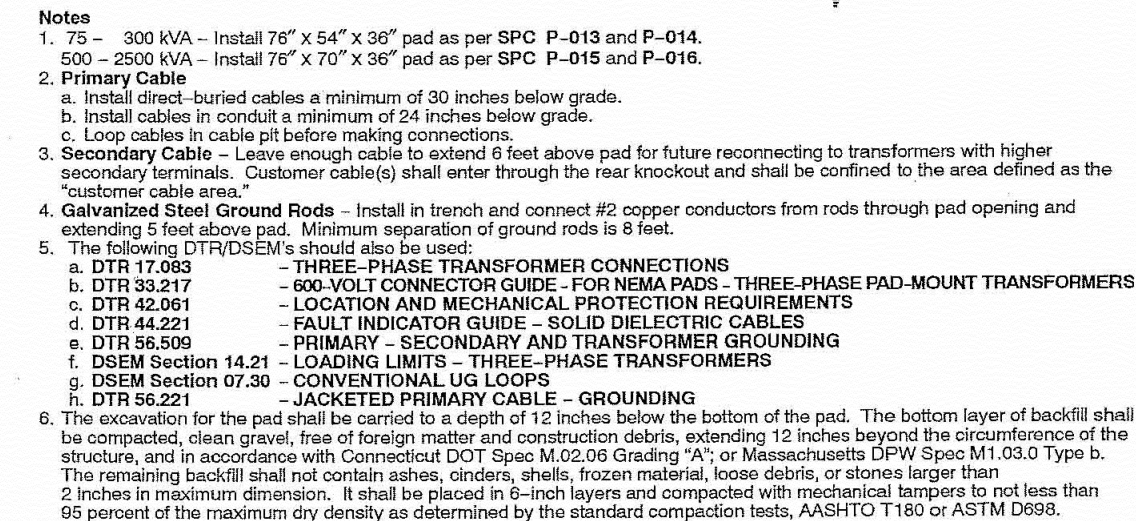 Notes
1. 75 – 300 kVA – Install 76″ x 54″ x 36″ pad as per SPC P-013 and P-014.
500 – 2500 kVA – Install 76″ x 70″ x 36″ pad as per SPC P-015 and P-016.
2. Primary Cable
a. Install direct–buried cables a minimum of 30 inches below grade.
b. Install cables in conduit a minimum of 24 inches below grade.
c. Loop cables in cable pit before making connections.
3. Secondary Cable – Leave enough cable to extend 6 feet above pad for future reconnecting to transformers with higher
secondary terminals. Customer cable(s) shall enter through the rear knockout and shall be confined to the area defined as the
“customer cable area.”
4. Galvanized Steel Ground Rods – Install in trench and connect #2 copper conductors from rods through pad opening and
extending 5 feet above pad. Minimum separation of ground rods is 8 feet.
5. The following DTR/DSEM's should also be used:
a. DTR 17.083 – THREE–PHASE TRANSFORMER CONNECTIONS
b. DTR 33.217 – 600–VOLT CONNECTOR GUIDE - FOR NEMA PADS - THREE-PHASE PAD-MOUNT TRANSFORMERS
c. DTR 42.061 – LOCATION AND MECHANICAL PROTECTION REQUIREMENTS
d. DTR 44.221 – FAULT INDICATOR GUIDE – SOLID DIELECTRIC CABLES
e. DTR 56.509 – PRIMARY – SECONDARY AND TRANSFORMER GROUNDING
f. DSEM Section 14.21 – LOADING LIMITS – THREE–PHASE TRANSFORMERS
g. DSEM Section 07.30 – CONVENTIONAL UG LOOPS
h. DTR 56.221 – JACKETED PRIMARY CABLE – GROUNDING
6. The excavation for the pad shall be carried to a depth of 12 inches below the bottom of the pad. The bottom layer of backfill shall
be compacted, clean gravel, free of foreign matter and construction debris, extending 12 inches beyond the circumference of the
structure, and in accordance with Connecticut DOT Spec M.02.06 Grading “A”; or Massachusetts DPW Spec M1.03.0 Type b.
The remaining backfill shall not contain ashes, cinders, shells, frozen material, loose debris, or stones larger than
2 inches in maximum dimension. It shall be placed in 6–inch layers and compacted with mechanical tampers to not less than
95 percent of the maximum dry density as determined by the standard compaction tests, AASHTO T180 or ASTM D698.